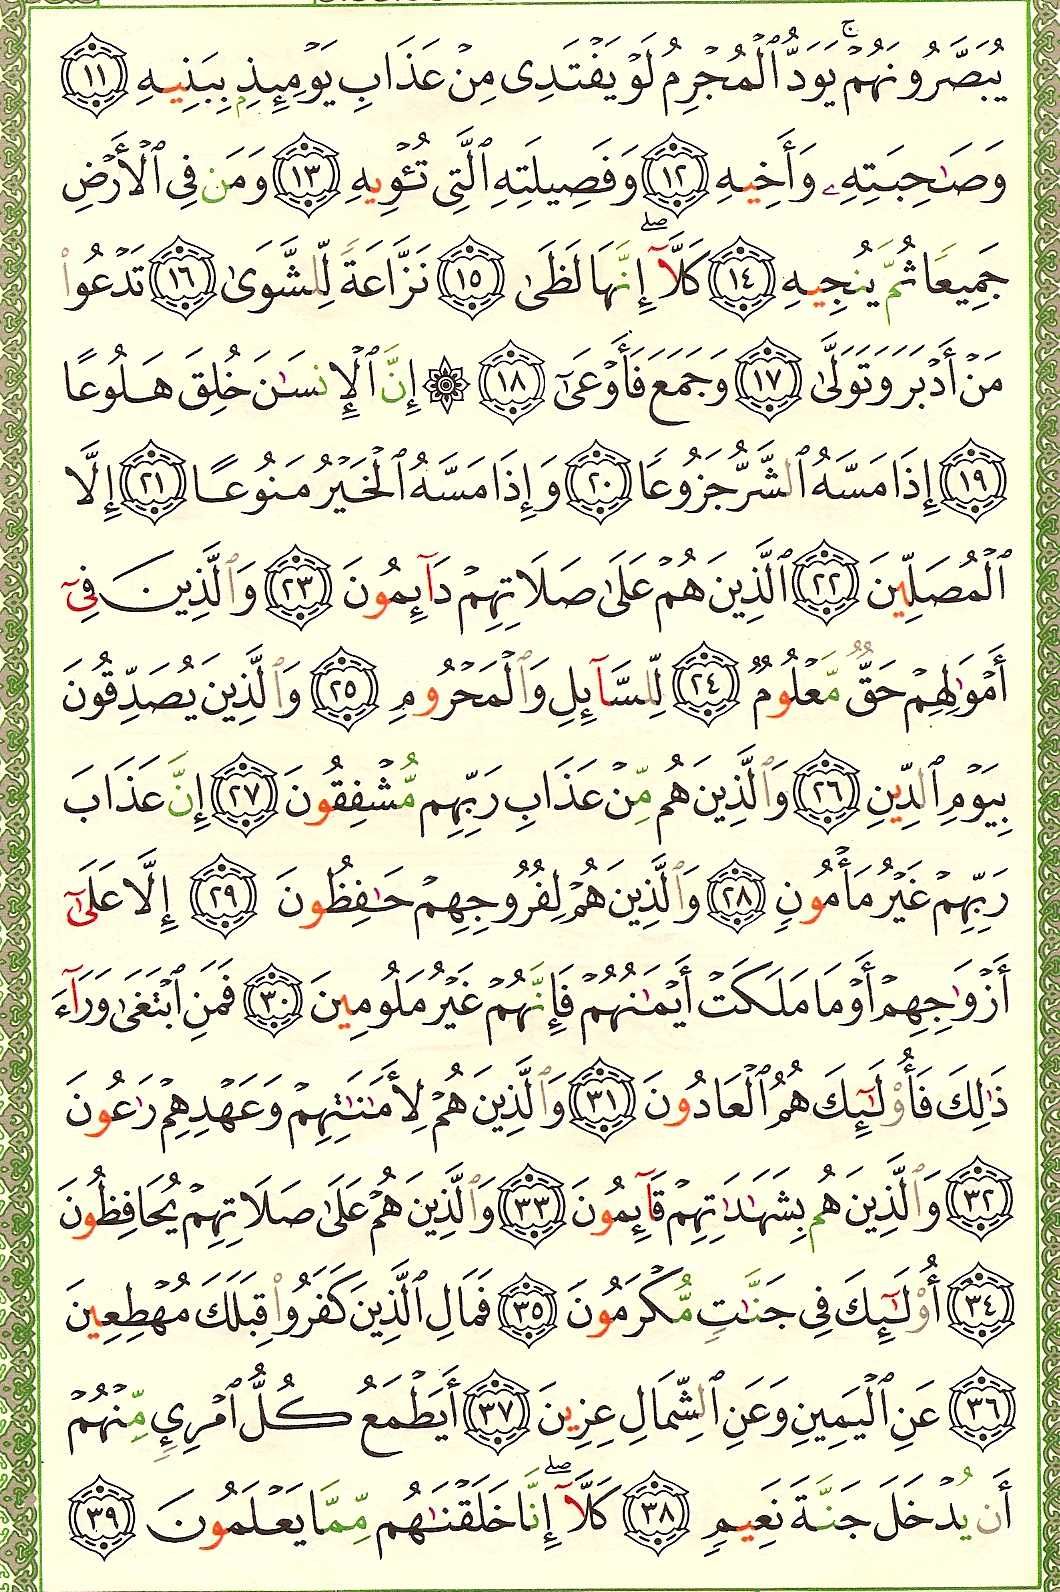 يُبَصَّرُونَهُمْ ۚ يَوَدُّ ٱلْمُجْرِمُ لَوْ يَفْتَدِى مِنْ عَذَابِ يَوْمِئِذٍۭ بِبَنِيهِ ١١
وَصَـٰحِبَتِهِۦ وَأَخِيهِ ١٢ وَفَصِيلَتِهِ ٱلَّتِى تُـْٔوِيهِ ١٣ وَمَن فِى ٱلْأَرْضِ
جَمِيعًا ثُمَّ يُنجِيهِ ١٤ كَلَّآ ۖ إِنَّهَا لَظَىٰ ١٥ نَزَّاعَةً لِّلشَّوَىٰ ١٦ تَدْعُوا۟
مَنْ أَدْبَرَ وَتَوَلَّىٰ ١٧ وَجَمَعَ فَأَوْعَىٰٓ ١٨ ۞ إِنَّ ٱلْإِنسَـٰنَ خُلِقَ هَلُوعًا
١٩ إِذَا مَسَّهُ ٱلشَّرُّ جَزُوعًا ٢٠ وَإِذَا مَسَّهُ ٱلْخَيْرُ مَنُوعًا ٢١ إِلَّا
ٱلْمُصَلِّينَ ٢٢ ٱلَّذِينَ هُمْ عَلَىٰ صَلَاتِهِمْ دَآئِمُونَ ٢٣ وَٱلَّذِينَ فِىٓ
أَمْوَٰلِهِمْ حَقٌّ مَّعْلُومٌ ٢٤ لِّلسَّآئِلِ وَٱلْمَحْرُومِ ٢٥ وَٱلَّذِينَ يُصَدِّقُونَ
بِيَوْمِ ٱلدِّينِ ٢٦ وَٱلَّذِينَ هُم مِّنْ عَذَابِ رَبِّهِم مُّشْفِقُونَ ٢٧ إِنَّ عَذَابَ
رَبِّهِمْ غَيْرُ مَأْمُونٍ ٢٨ وَٱلَّذِينَ هُمْ لِفُرُوجِهِمْ حَـٰفِظُونَ ٢٩ إِلَّا عَلَىٰٓ
أَزْوَٰجِهِمْ أَوْ مَا مَلَكَتْ أَيْمَـٰنُهُمْ فَإِنَّهُمْ غَيْرُ مَلُومِينَ ٣٠ فَمَنِ ٱبْتَغَىٰ وَرَآءَ
ذَٰلِكَ فَأُو۟لَـٰٓئِكَ هُمُ ٱلْعَادُونَ ٣١ وَٱلَّذِينَ هُمْ لِأَمَـٰنَـٰتِهِمْ وَعَهْدِهِمْ رَٰعُونَ
٣٢ وَٱلَّذِينَ هُم بِشَهَـٰدَٰتِهِمْ قَآئِمُونَ ٣٣ وَٱلَّذِينَ هُمْ عَلَىٰ صَلَاتِهِمْ يُحَافِظُونَ
٣٤ أُو۟لَـٰٓئِكَ فِى جَنَّـٰتٍ مُّكْرَمُونَ ٣٥ فَمَالِ ٱلَّذِينَ كَفَرُوا۟ قِبَلَكَ مُهْطِعِينَ
٣٦ عَنِ ٱلْيَمِينِ وَعَنِ ٱلشِّمَالِ عِزِينَ ٣٧ أَيَطْمَعُ كُلُّ ٱمْرِئٍ مِّنْهُمْ
أَن يُدْخَلَ جَنَّةَ نَعِيمٍ ٣٨ كَلَّآ ۖ إِنَّا خَلَقْنَـٰهُم مِّمَّا يَعْلَمُونَ ٣٩